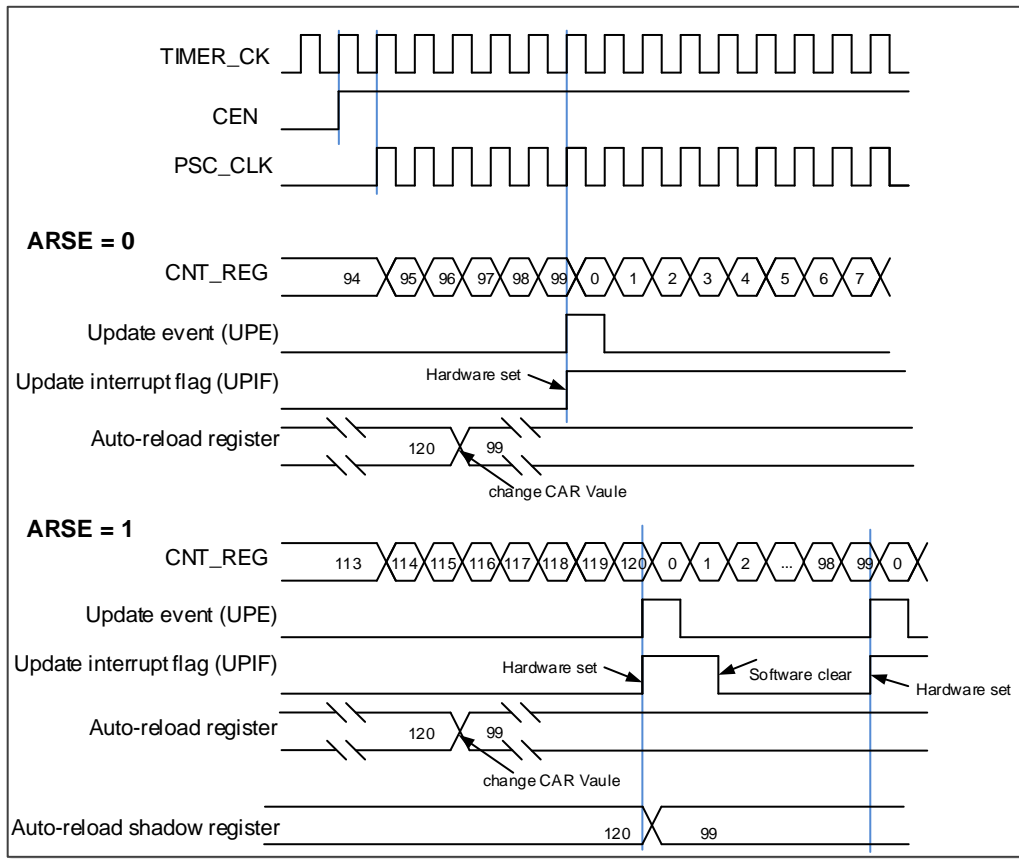 TIMER_CK
CEN
PSC_CLK
ARSE = 0
CNT_REG 94 95 96 97 98 99 0 1 2 3 4 5 6 7
Update event (UPE)
Update interrupt flag (UPIF) Hardware set
Auto-reload register 120 99
change CAR Vaule
ARSE = 1
CNT_REG 113 114 115 116 117 118 119 120 0 1 2 ... 98 99 0
Update event (UPE)
Update interrupt flag (UPIF) Hardware set Software clear Hardware set
Auto-reload register 120 99
change CAR Vaule
Auto-reload shadow register 120 99